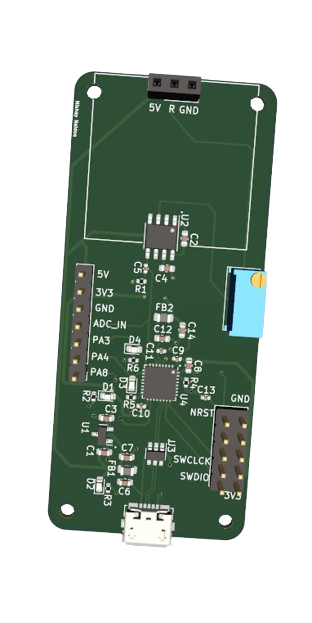 5V R GND
U2
C2
C5
C4
R1
5V
3V3
GND
ADC_IN
PA3
PA4
PA8
FB2
C12
C14
D4
C11
C9
R6
C8
D3
R4
C13
U4
R5
C10
R2
D1
C3
U1
C1
FB1
C7
C6
U3
D2
R3
GND
NRST
SWCLCK
SWDIO
3V3